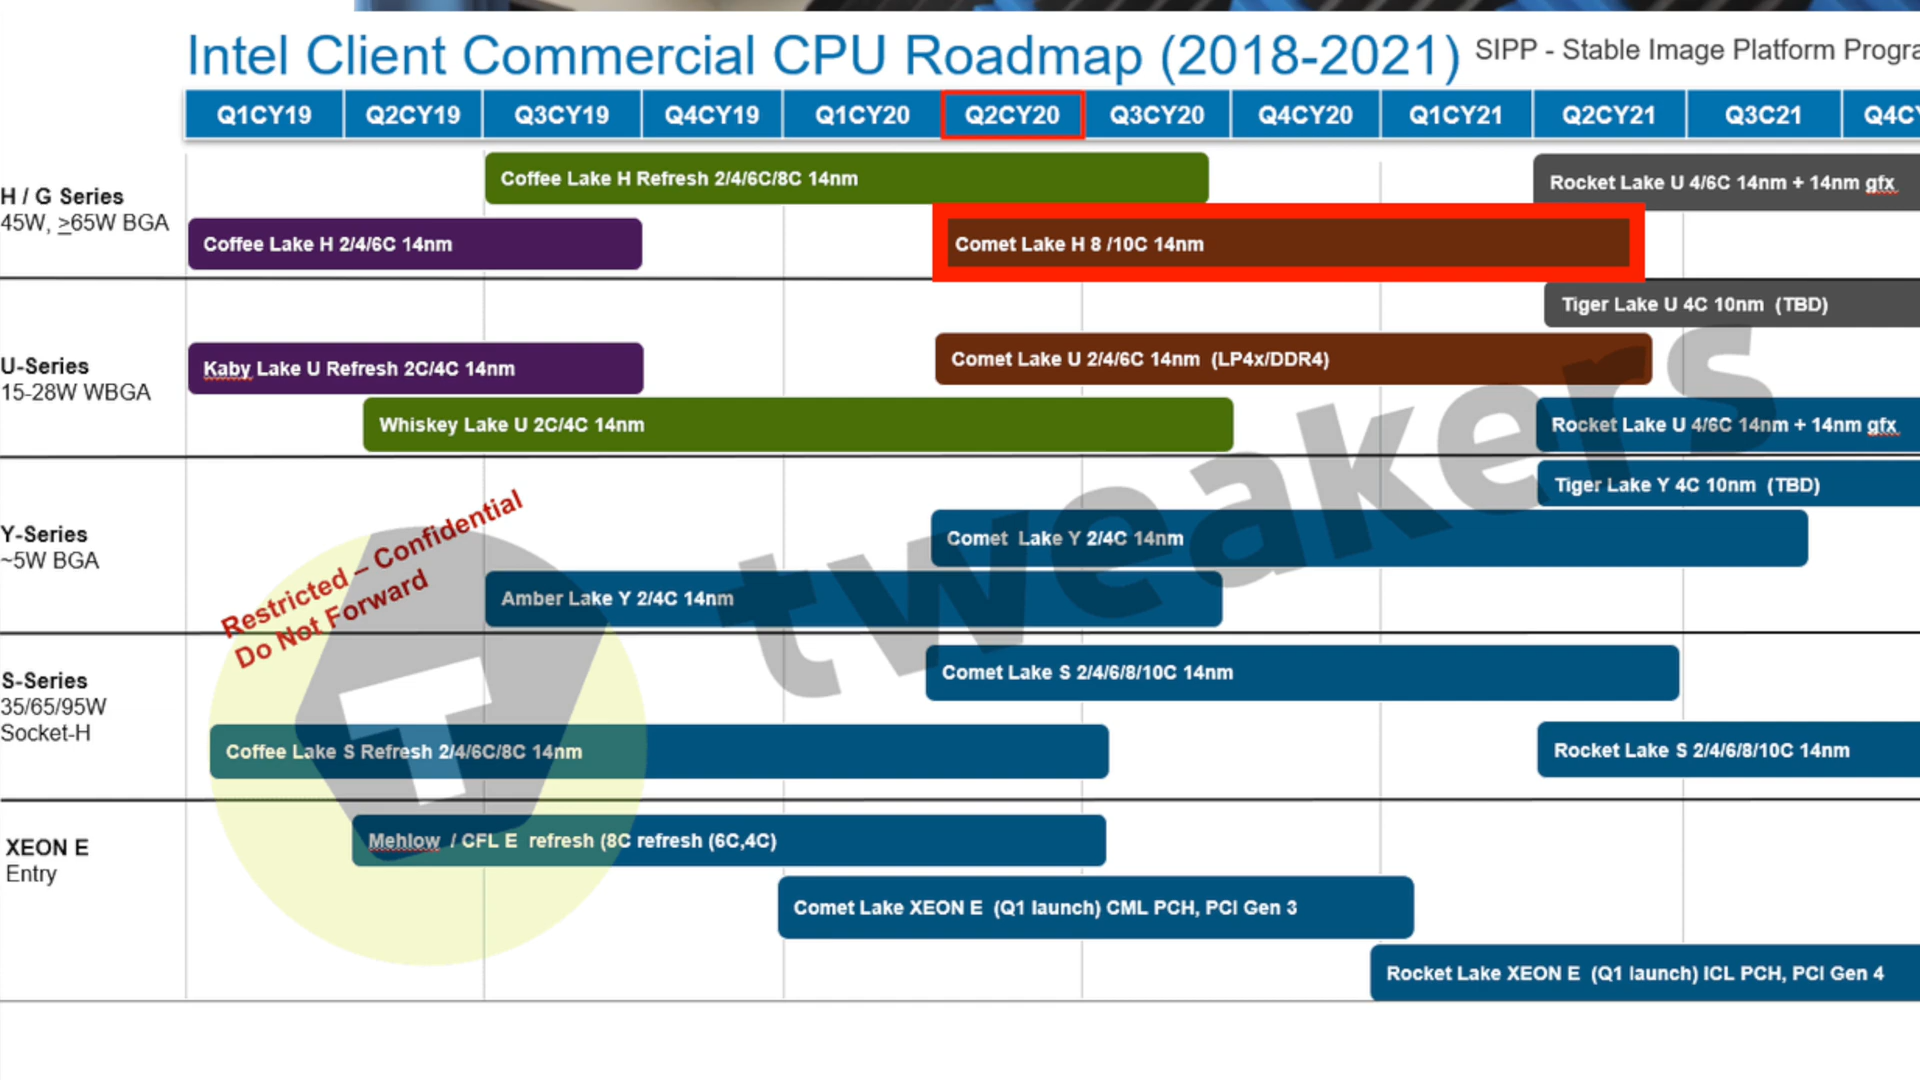 Intel Client Commercial CPU Roadmap (2018-2021) SIPP - Stable Image Platform
Q1CY19 Q2CY19 Q3CY19 Q4CY19 Q1CY20 Q2CY20 Q3CY20 Q4CY20 Q1CY21 Q2CY21 Q3C21
H / G Series
45W, ≥65W BGA
Coffee Lake H Refresh 2/4/6C/8C 14nm
Rocket Lake U 4/6C 14nm + 14nm gfx
Coffee Lake H 2/4/6C 14nm
Comet Lake H 8 /10C 14nm
Tiger Lake U 4C 10nm (TBD)
U-Series
15-28W WBGA
Comet Lake U 2/4/6C 14nm (LP4x/DDR4)
Kaby Lake U Refresh 2C/4C 14nm
Whiskey Lake U 2C/4C 14nm
Rocket Lake U 4/6C 14nm + 14nm gfx
Tiger Lake Y 4C 10nm (TBD)
Y-Series
~5W BGA
Comet Lake Y 2/4C 14nm
Amber Lake Y 2/4C 14nm
Restricted – Confidential
Do Not Forward
tweakers
S-Series
35/65/95W
Socket-H
Comet Lake S 2/4/6/8/10C 14nm
Coffee Lake S Refresh 2/4/6C/8C 14nm
Rocket Lake S 2/4/6/8/10C 14nm
XEON E
Entry
Mehlow / CFL E refresh (8C refresh (6C,4C)
Comet Lake XEON E (Q1 launch) CML PCH, PCI Gen 3
Rocket Lake XEON E (Q1 launch) ICL PCH, PCI Gen 4